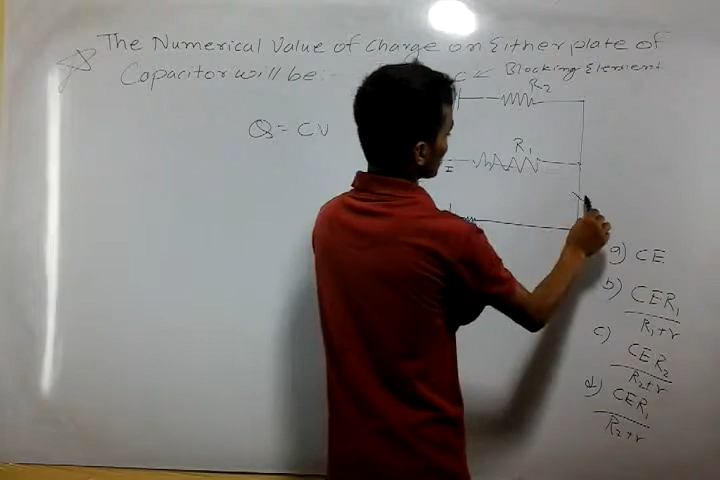 The Numerical Value of Charge on Either plate of
Capacitor will be:-
C ← Blocking Element
R2
Q = CV
R1
I
a) CE
b) CER1
R1+r
c) CER2
R2+r
d) CER1
R2+r